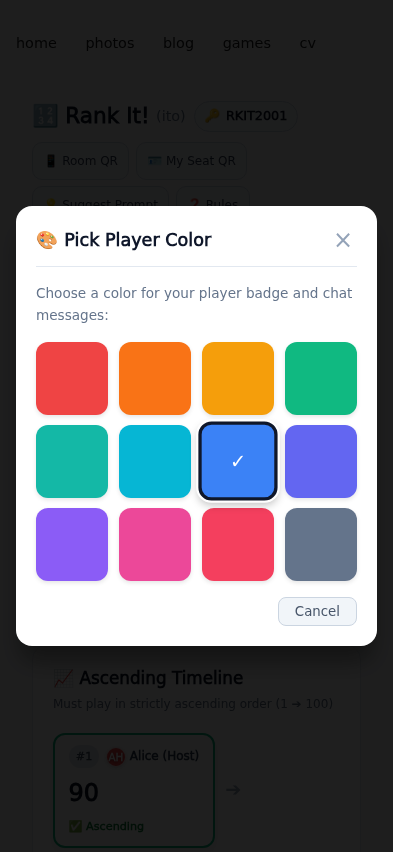 home photos blog games cv
🔢 Rank It! (ito) 🔑 RKIT2001
📱 Room QR 🪪 My Seat QR
Suggest Prompt ❓ Rules
🎨 Pick Player Color ×
Choose a color for your player badge and chat
messages:
✓
Cancel
📈 Ascending Timeline
Must play in strictly ascending order (1 → 100)
#1 AH Alice (Host)
90 →
✅ Ascending